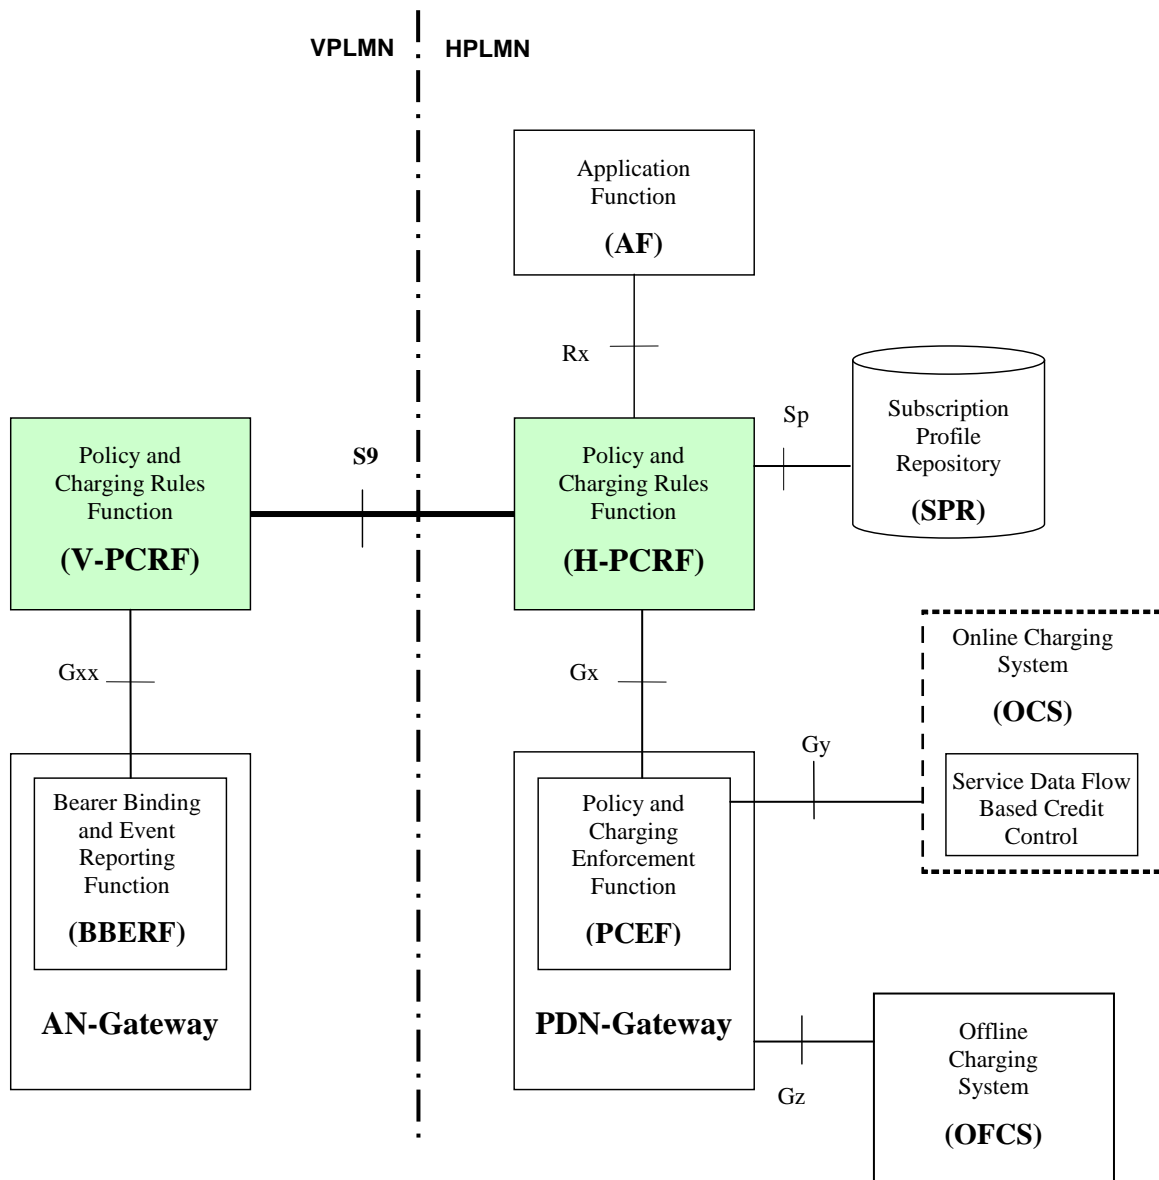 VPLMN
HPLMN
Application
Function
(AF)
Rx
Sp
Subscription
Profile
Repository
(SPR)
Policy and
Charging Rules
Function
(V-PCRF)
S9
Policy and
Charging Rules
Function
(H-PCRF)
Gxx
Gx
Online Charging
System
(OCS)
Service Data Flow
Based Credit
Control
Gy
Bearer Binding
and Event
Reporting
Function
(BBERF)
AN-Gateway
Policy and
Charging
Enforcement
Function
(PCEF)
PDN-Gateway
Gz
Offline
Charging
System
(OFCS)